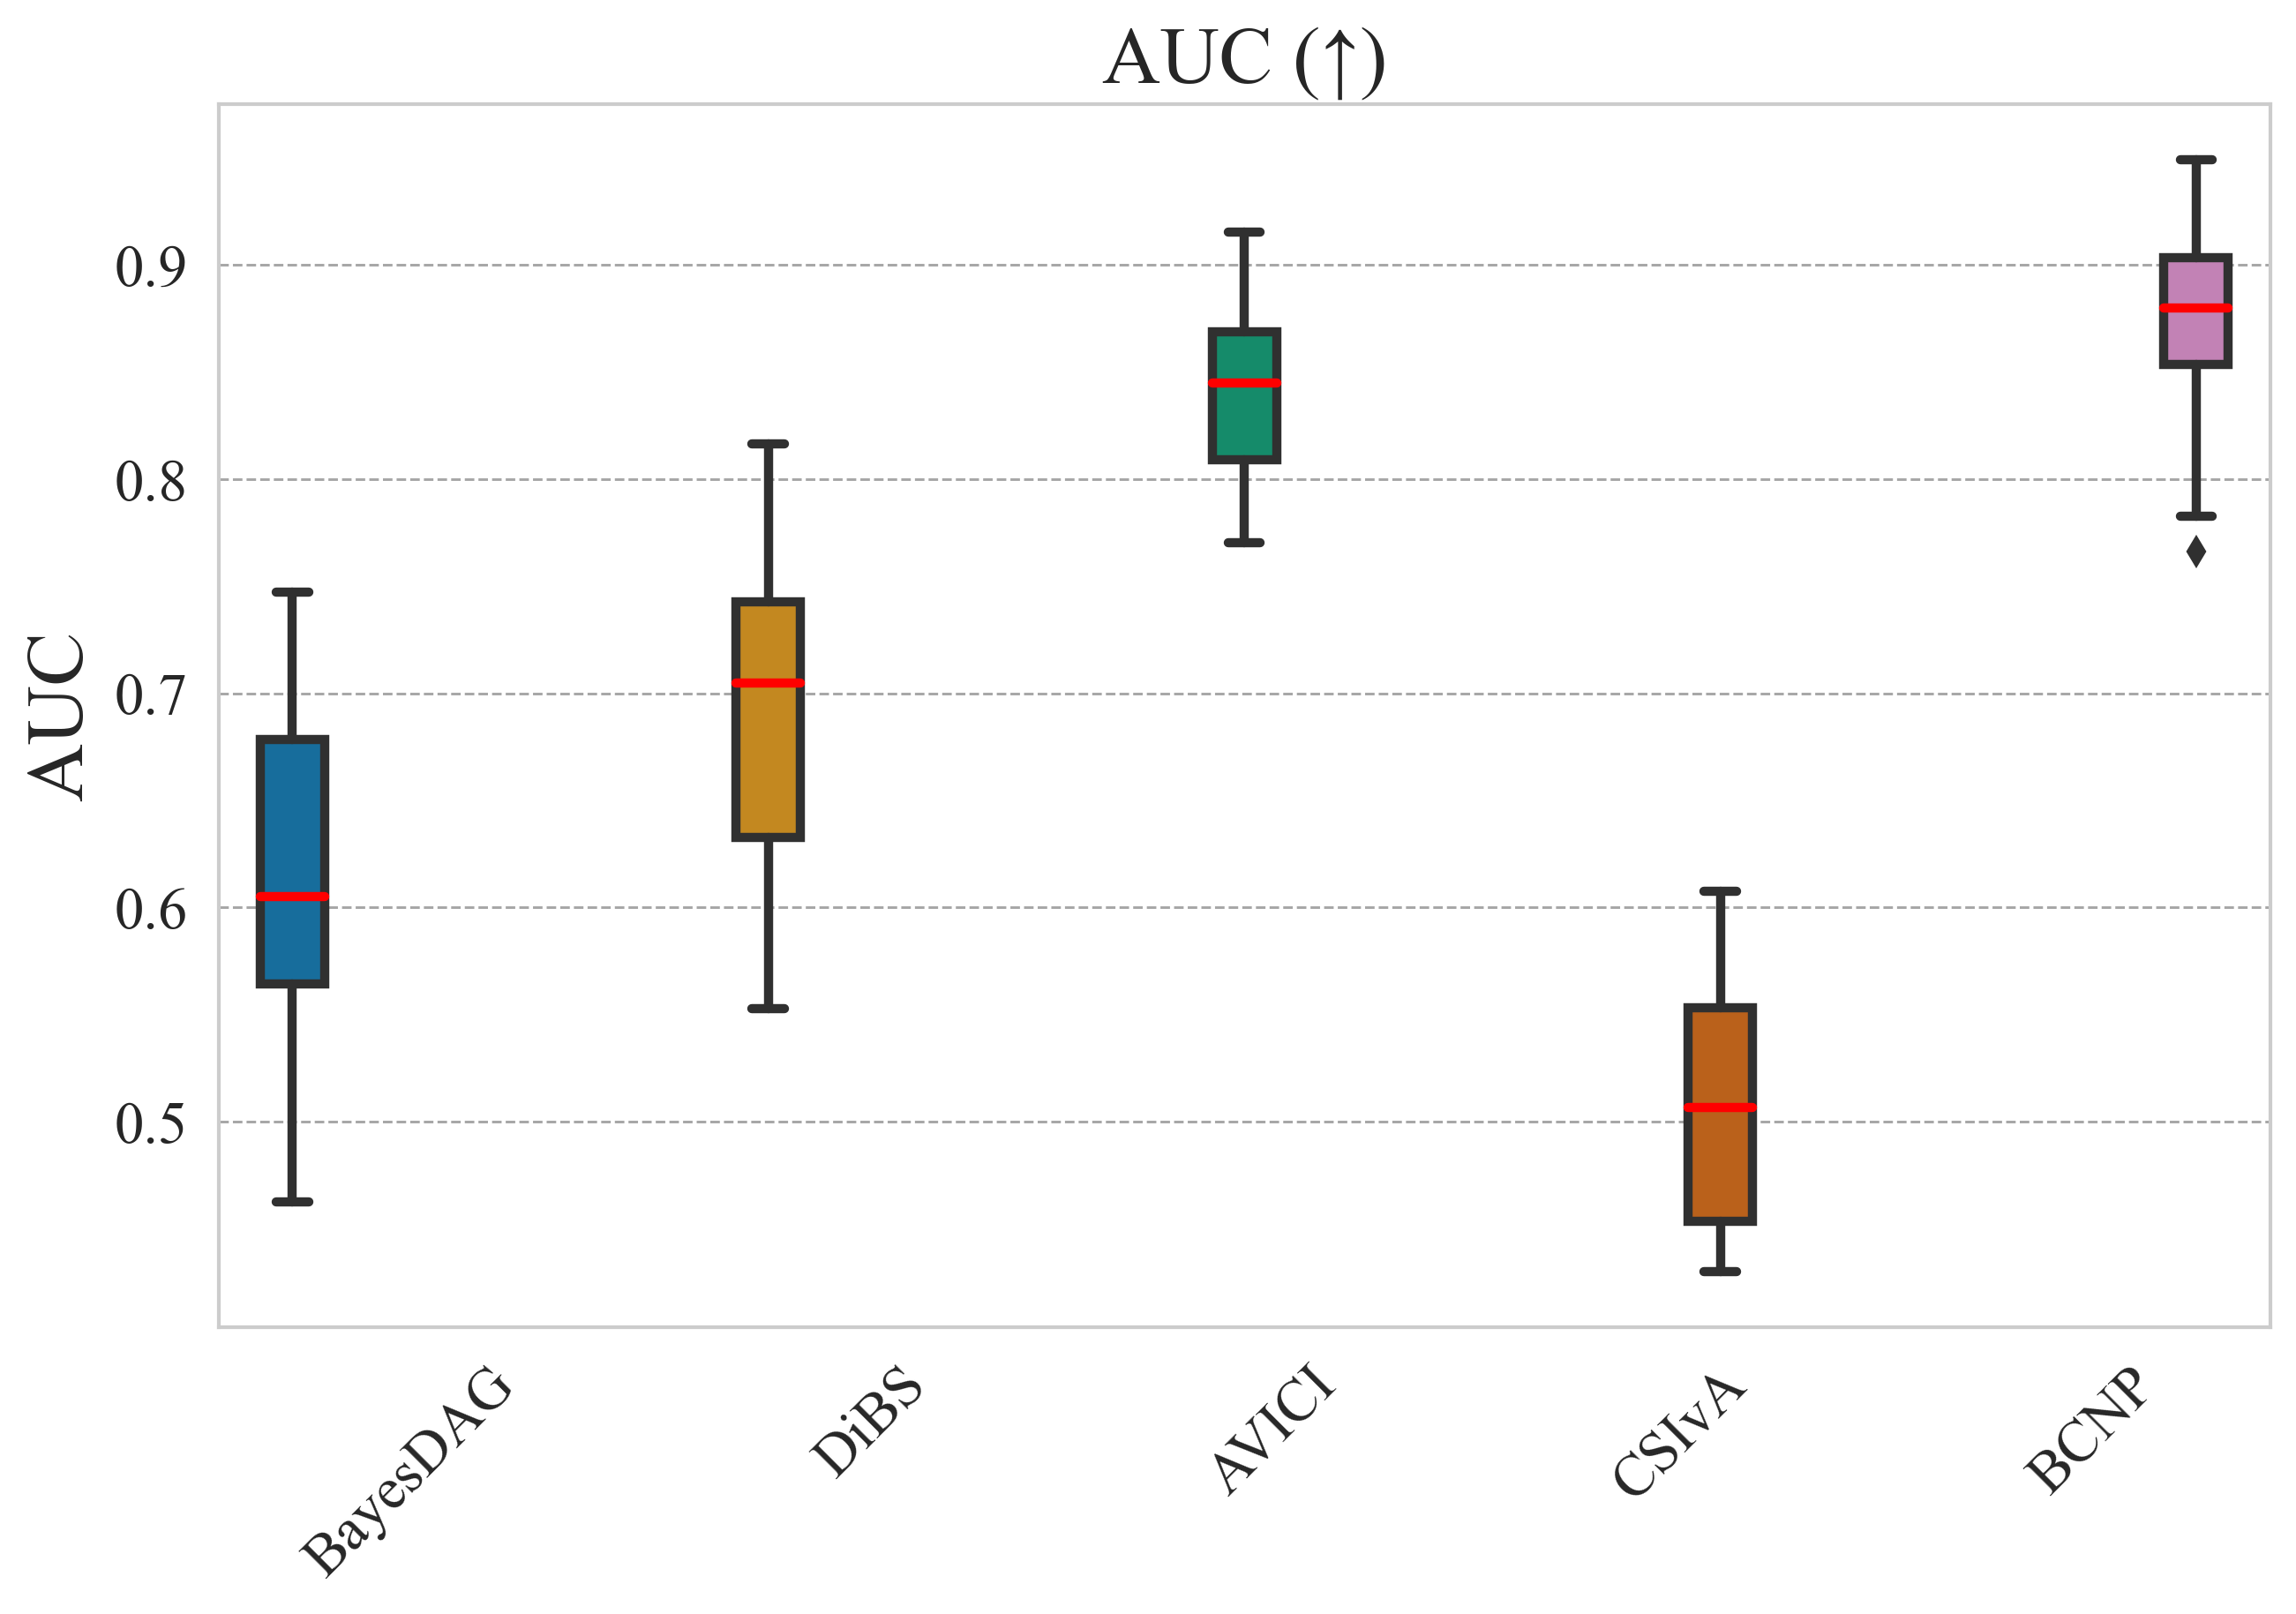 AUC (↑)
AUC
0.9
0.8
0.7
0.6
0.5
BayesDAG
DiBS
AVICI
CSIvA
BCNP